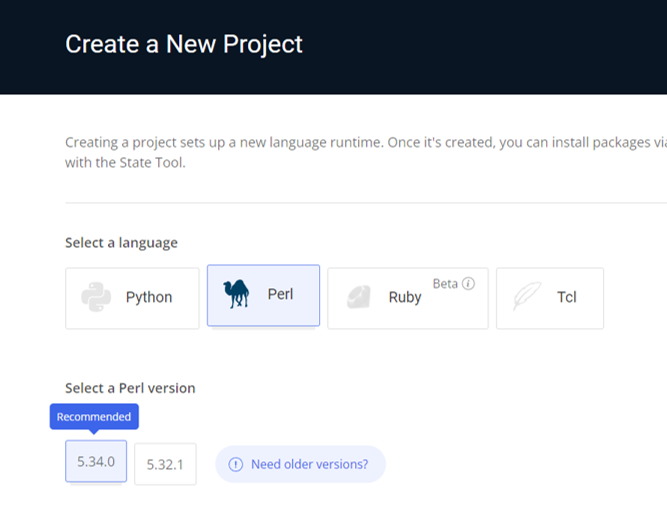 Create a New Project
Creating a project sets up a new language runtime. Once it's created, you can install packages via
with the State Tool.
Select a language
Python
Perl
Ruby
Beta
Tcl
Select a Perl version
Recommended
5.34.0
5.32.1
Need older versions?